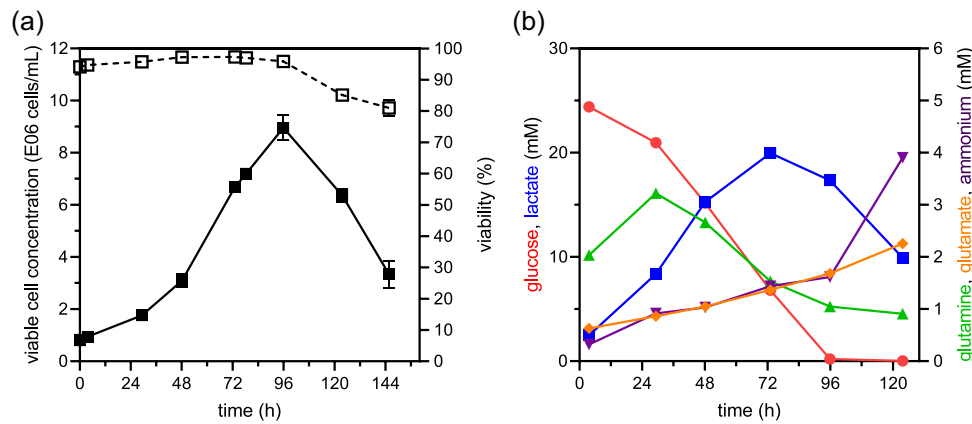 (a)
12
10
8
6
4
2
0
viable cell concentration (E06 cells/mL)
100
90
80
70
60
50
40
30
20
10
0
viability (%)
0 24 48 72 96 120 144
time (h)
(b)
30
20
10
0
glucose, lactate (mM)
6
5
4
3
2
1
0
glutamine, glutamate, ammonium (mM)
0 24 48 72 96 120
time (h)